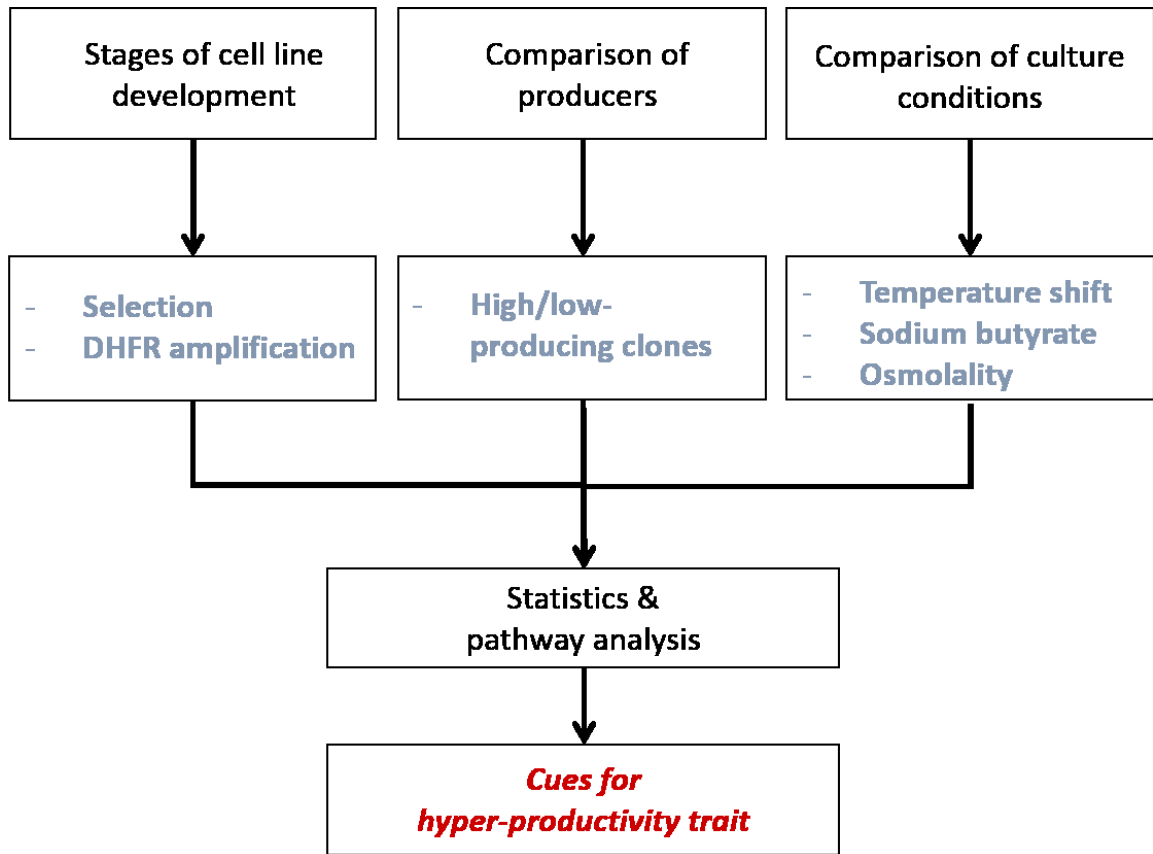 Stages of cell line
development
Comparison of
producers
Comparison of culture
conditions
- Selection
- DHFR amplification
- High/low-
producing clones
- Temperature shift
- Sodium butyrate
- Osmolality
Statistics &
pathway analysis
Cues for
hyper-productivity trait